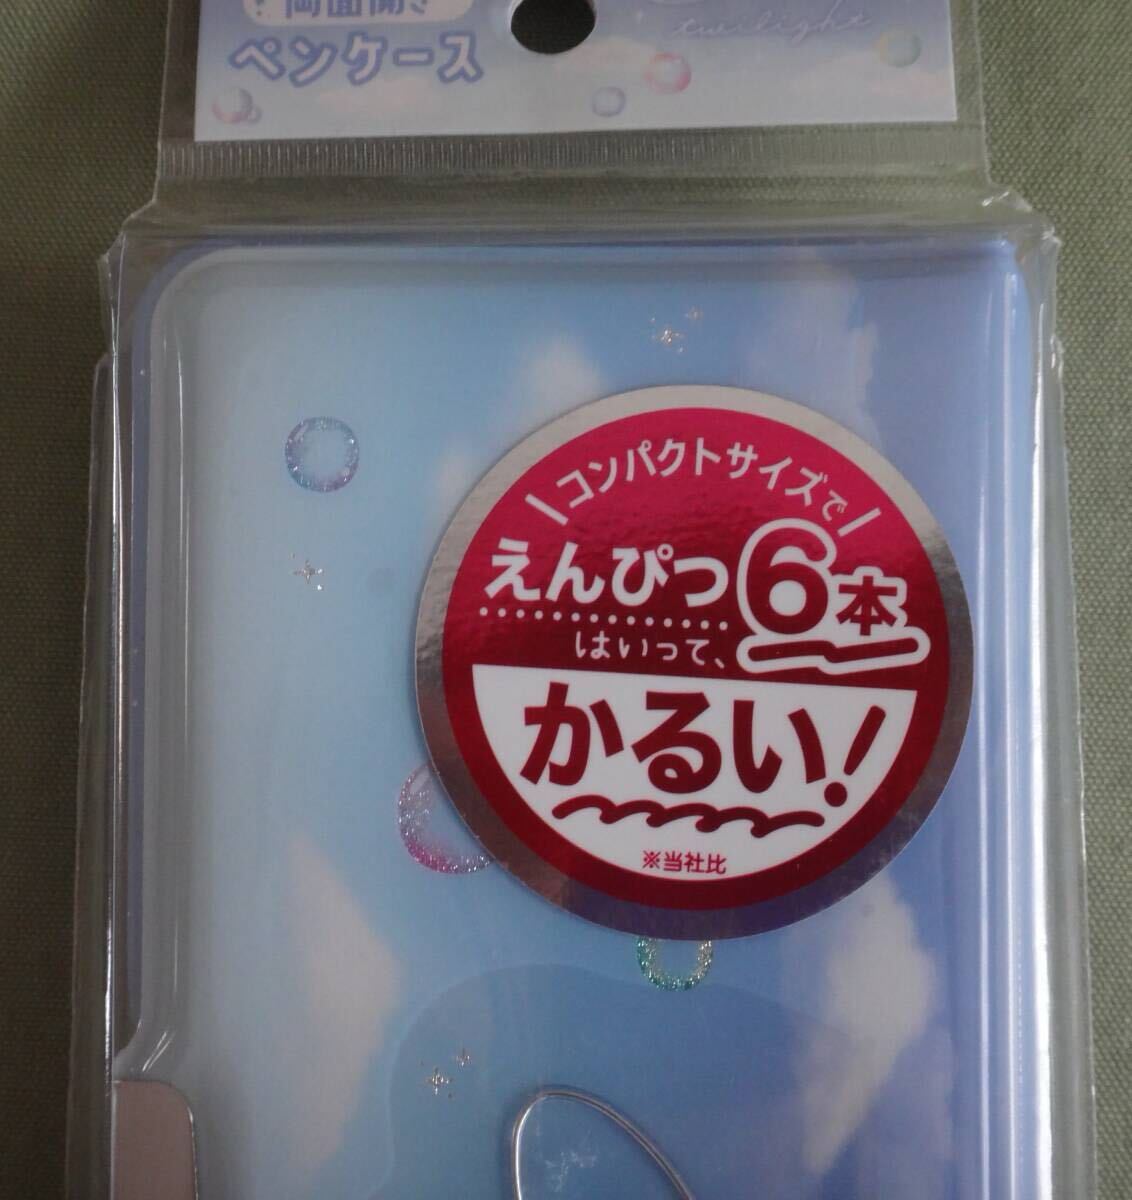 両面開き
ペンケース
twilight
コンパクトサイズで
えんぴつ6本
はいって、
かるい!
※当社比